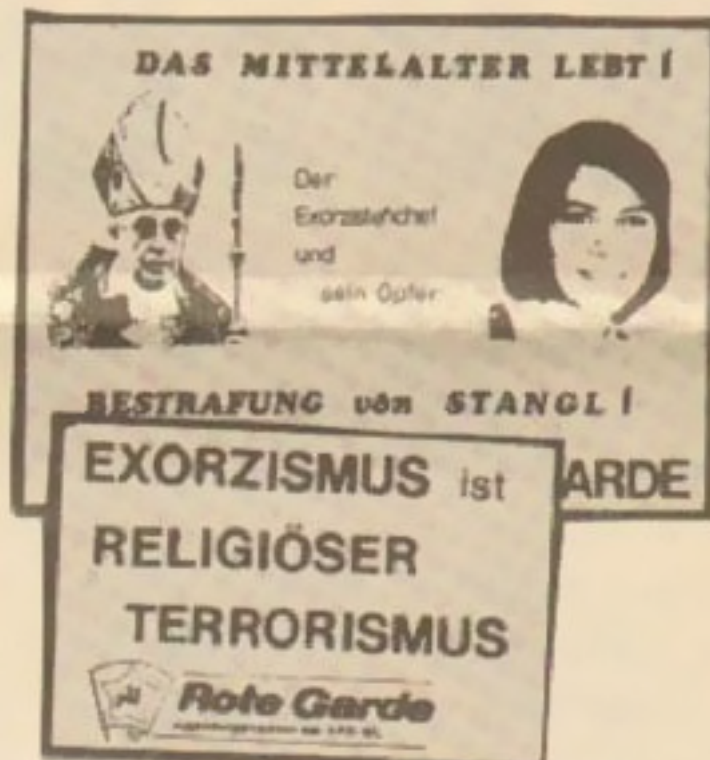 DAS MITTELALTER LEBT !
Der
Exorzistenchef
und
sein Opfer
BESTRAFUNG von STANGL !
ARDE
EXORZISMUS ist
RELIGIÖSER
TERRORISMUS
Rote Garde